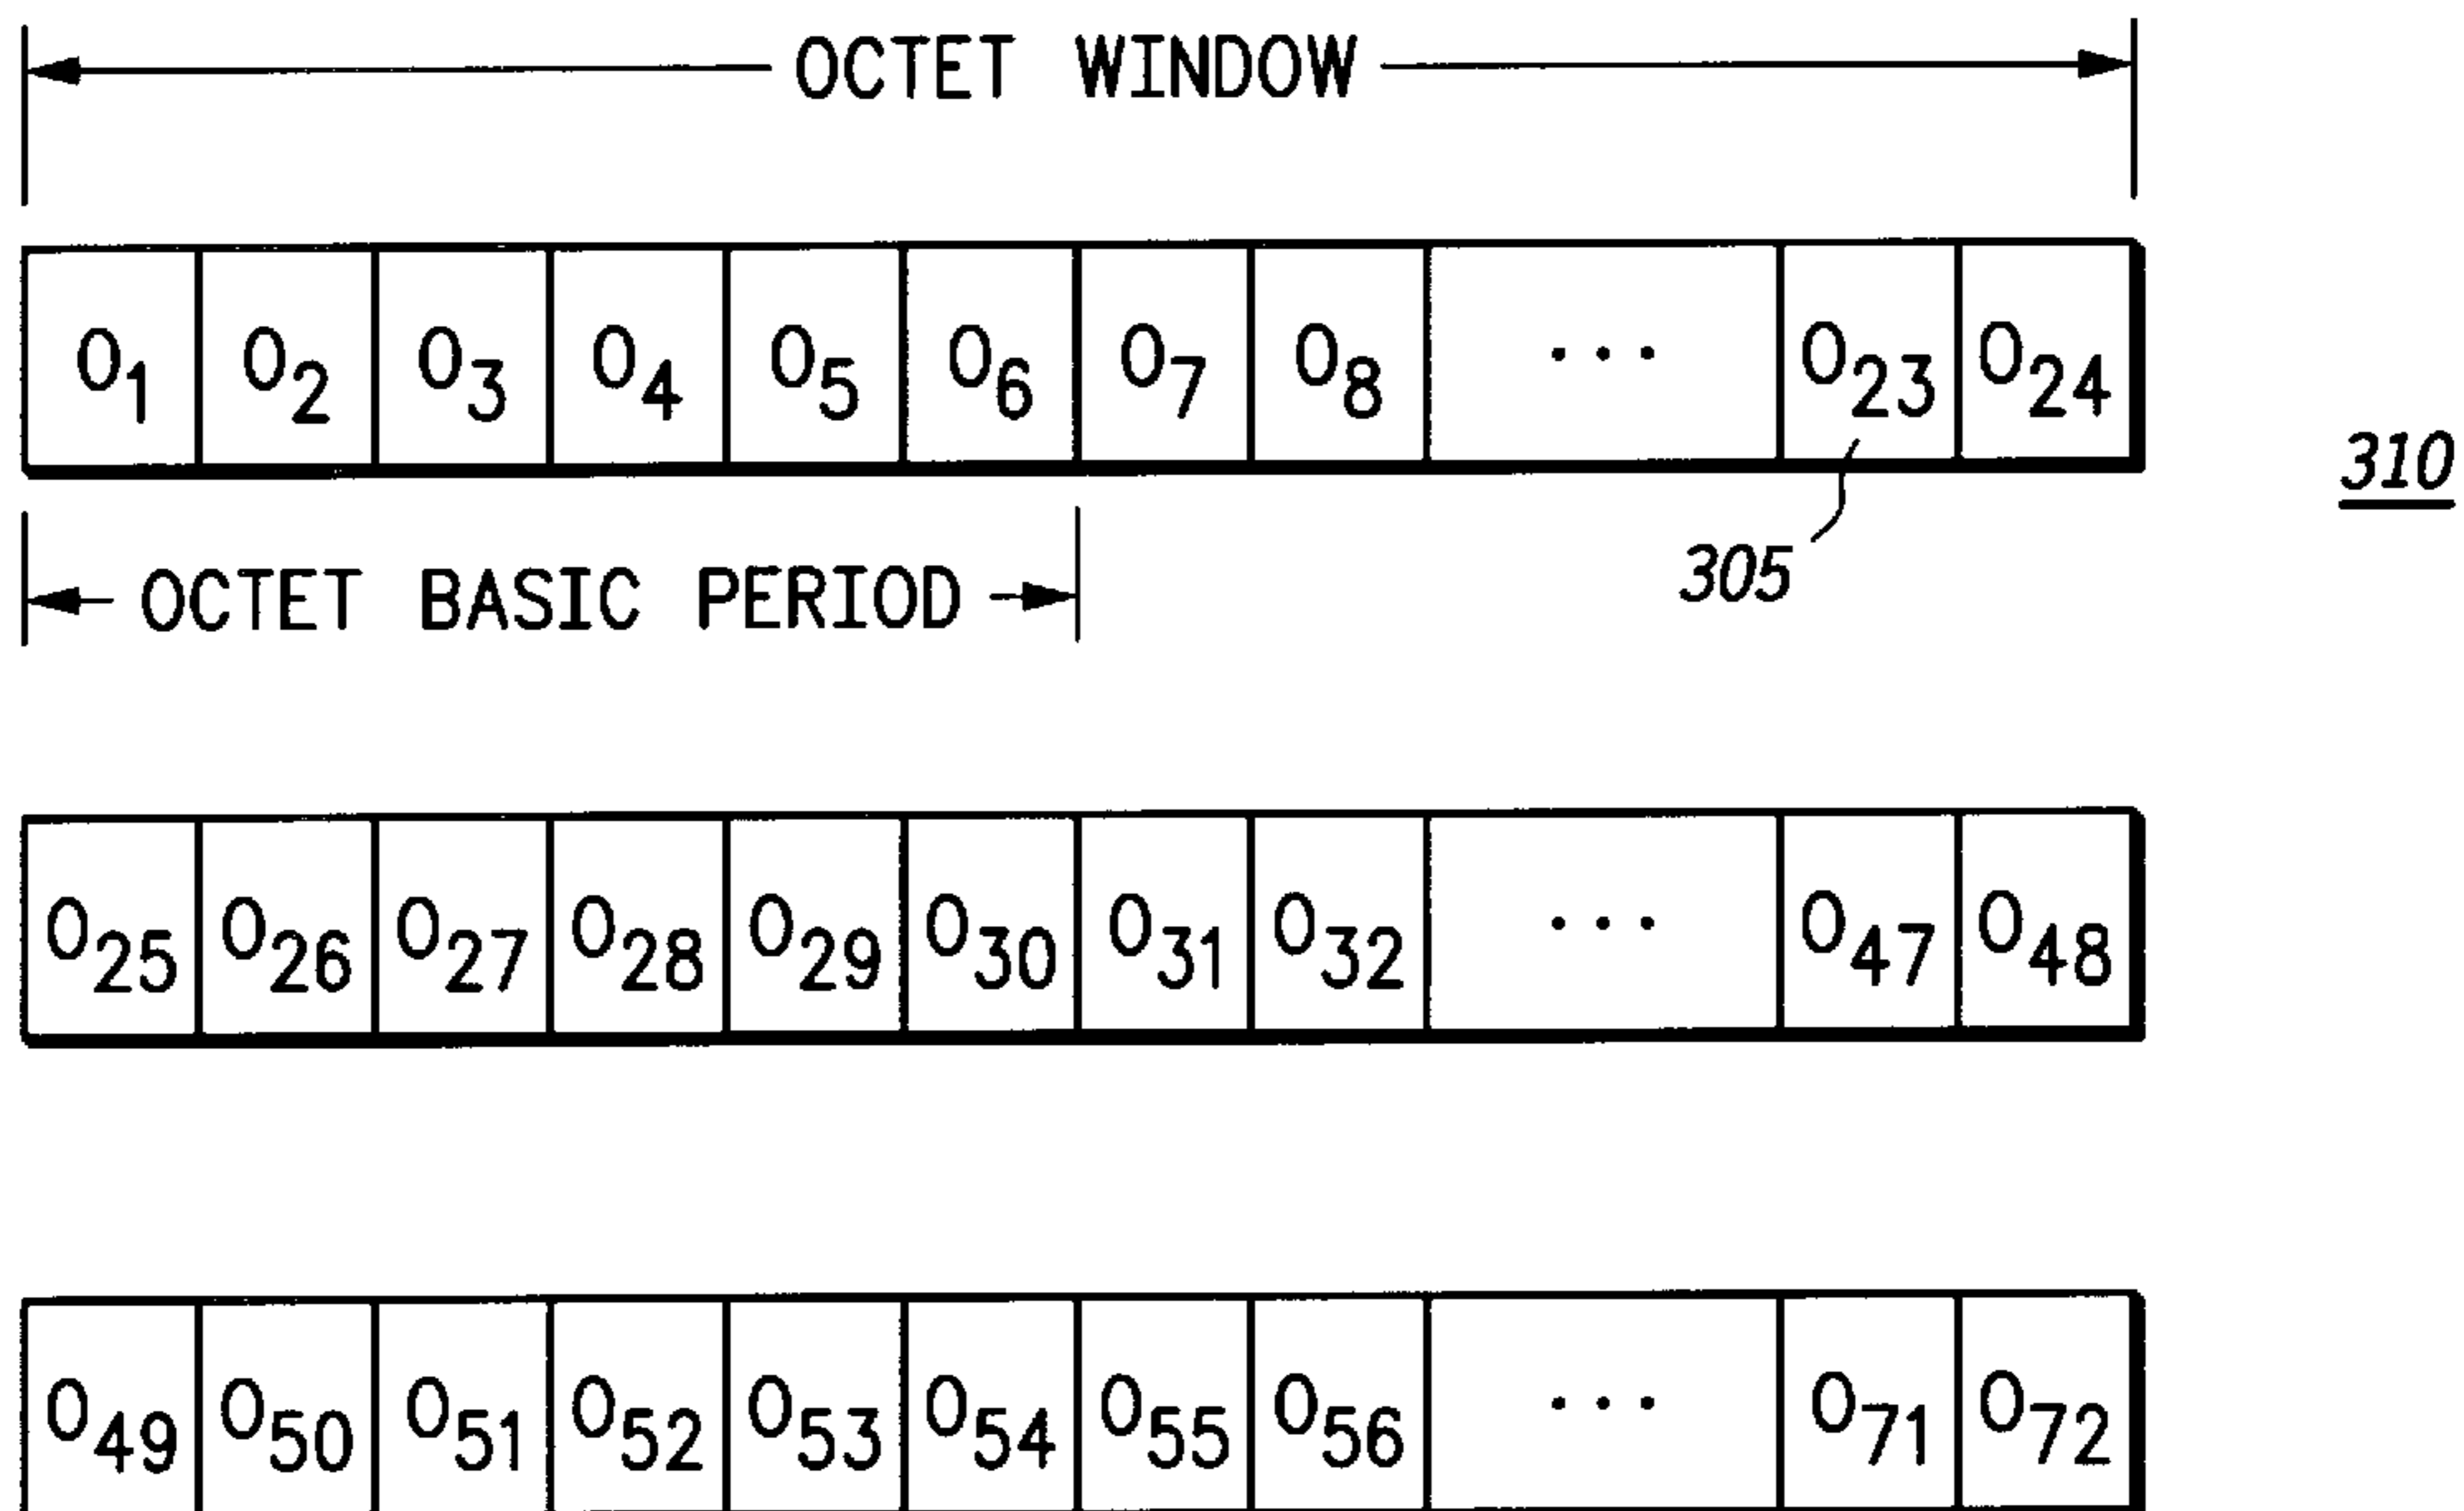 OCTET WINDOW
O1 O2 O3 O4 O5 O6 O7 O8 ... O23 O24
310
305
OCTET BASIC PERIOD
O25 O26 O27 O28 O29 O30 O31 O32 ... O47 O48
O49 O50 O51 O52 O53 O54 O55 O56 ... O71 O72